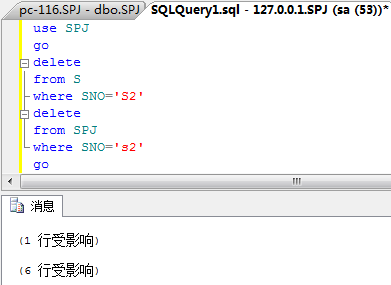 pc-116.SPJ - dbo.SPJ SQLQuery1.sql - 127.0.0.1.SPJ (sa (53))*
use SPJ
go
delete
from S
where SNO='S2'
delete
from SPJ
where SNO='s2'
go
消息
(1 行受影响)
(6 行受影响)